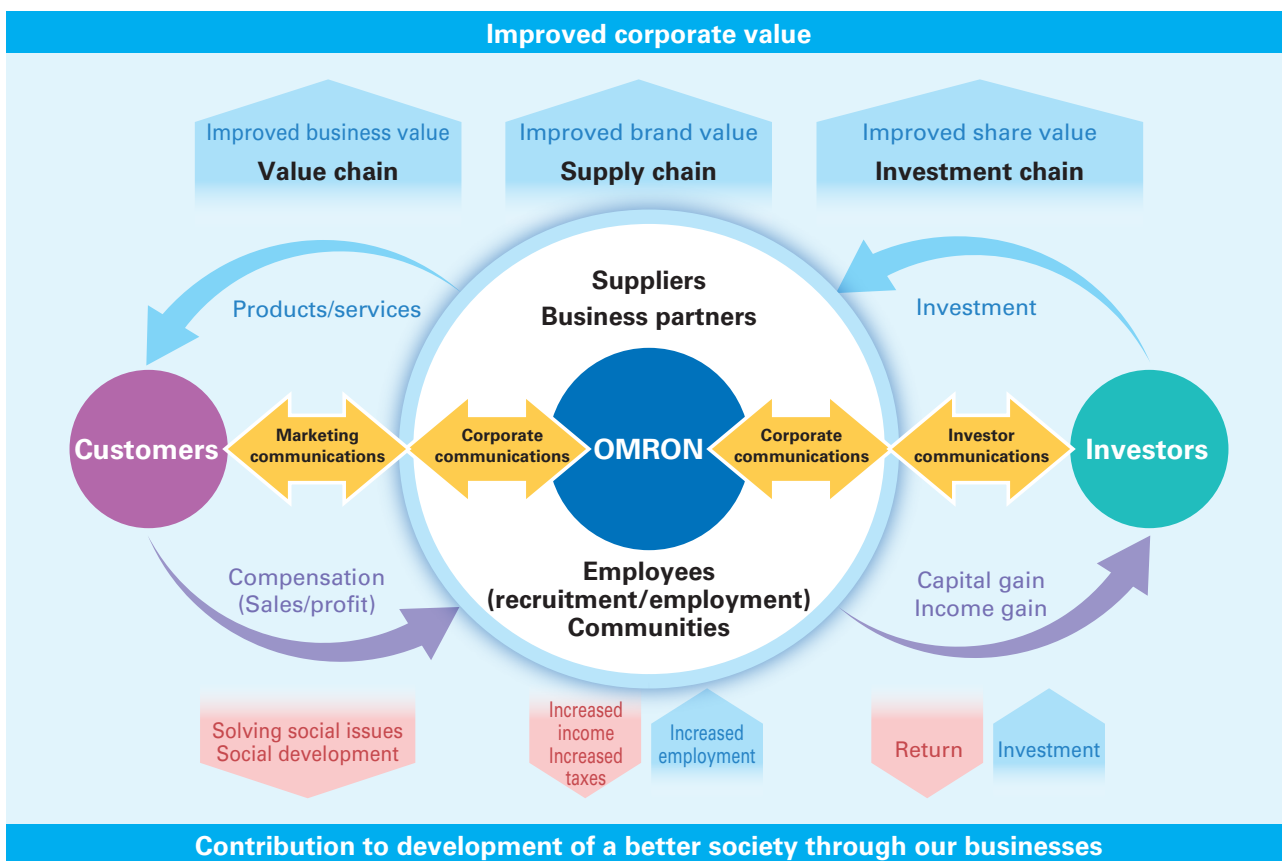 Improved corporate value
Improved business value
Value chain
Improved brand value
Supply chain
Improved share value
Investment chain
Products/services
Suppliers
Business partners
Investment
Customers
Marketing
communications
Corporate
communications
OMRON
Corporate
communications
Investor
communications
Investors
Compensation
(Sales/profit)
Employees
(recruitment/employment)
Communities
Capital gain
Income gain
Solving social issues
Social development
Increased
income
Increased
taxes
Increased
employment
Return
Investment
Contribution to development of a better society through our businesses